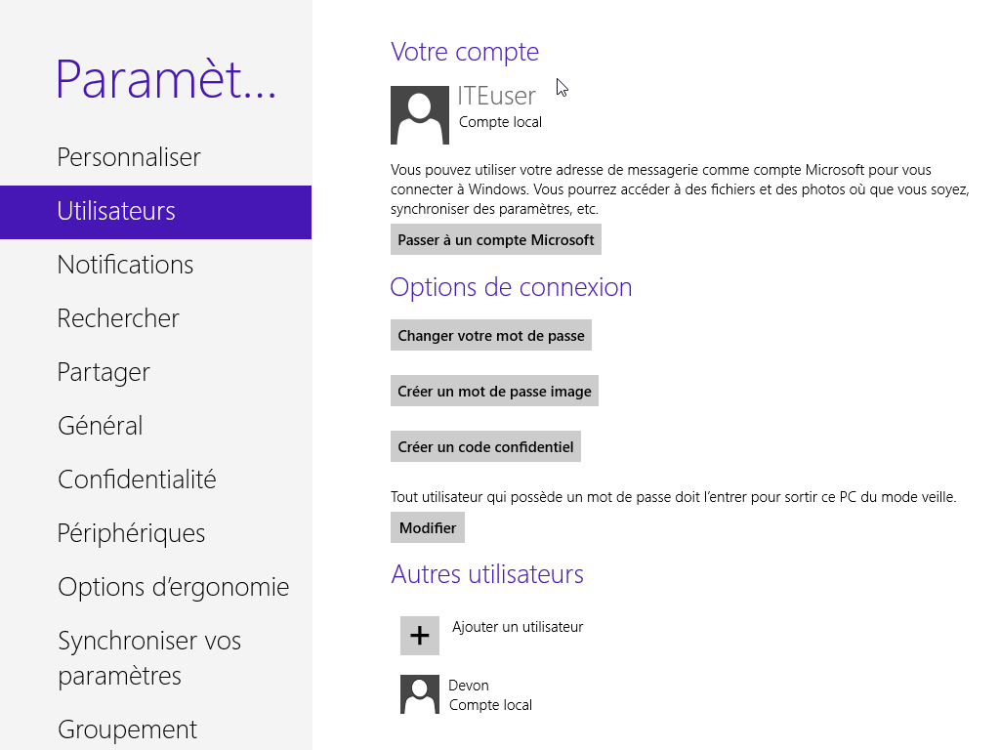 Paramèt...
Personnaliser
Utilisateurs
Notifications
Rechercher
Partager
Général
Confidentialité
Périphériques
Options d’ergonomie
Synchroniser vos
paramètres
Groupement
Votre compte
ITEuser
Compte local
Vous pouvez utiliser votre adresse de messagerie comme compte Microsoft pour vous
connecter à Windows. Vous pourrez accéder à des fichiers et des photos où que vous soyez,
synchroniser des paramètres, etc.
Passer à un compte Microsoft
Options de connexion
Changer votre mot de passe
Créer un mot de passe image
Créer un code confidentiel
Tout utilisateur qui possède un mot de passe doit l’entrer pour sortir ce PC du mode veille.
Modifier
Autres utilisateurs
Ajouter un utilisateur
Devon
Compte local